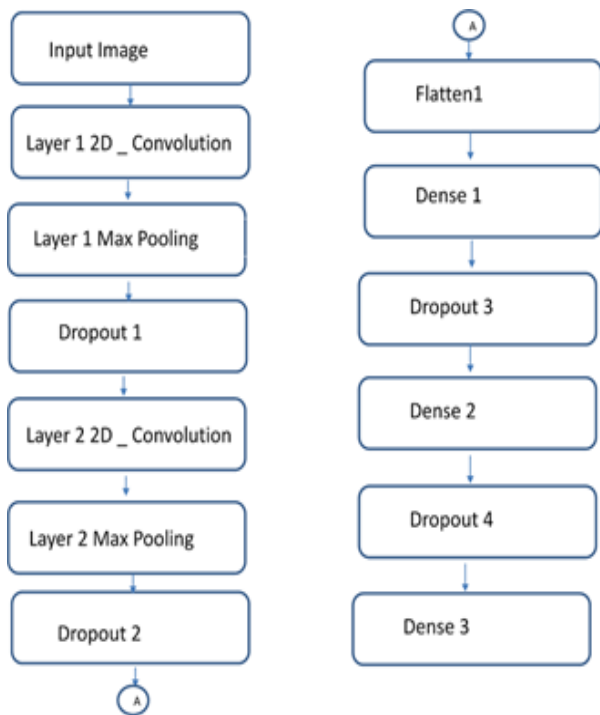 Input Image
Layer 1 2D _ Convolution
Layer 1 Max Pooling
Dropout 1
Layer 2 2D _ Convolution
Layer 2 Max Pooling
Dropout 2
A
A
Flatten1
Dense 1
Dropout 3
Dense 2
Dropout 4
Dense 3